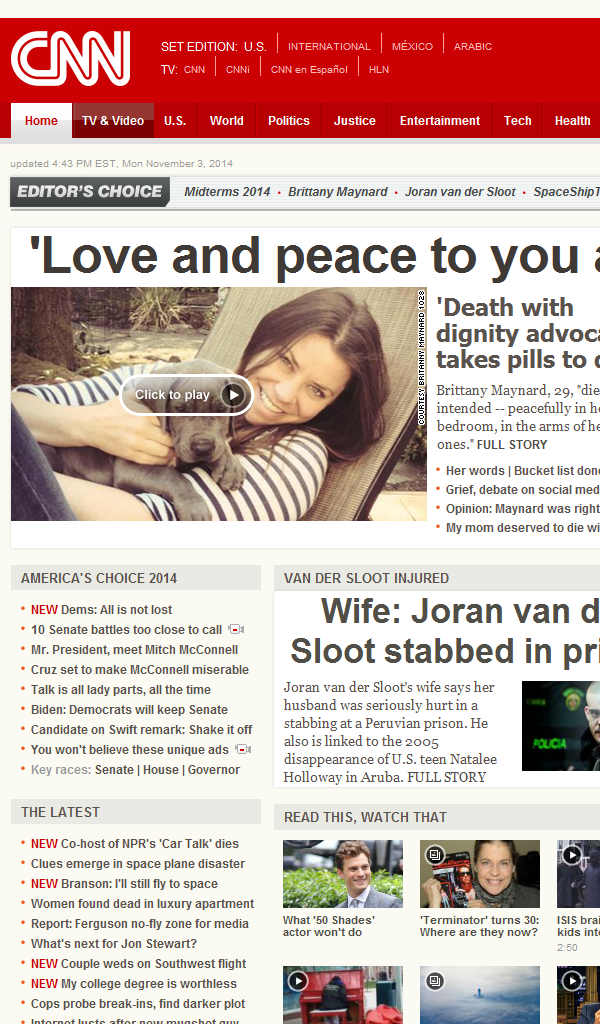 CNN
SET EDITION: U.S. INTERNATIONAL MÉXICO ARABIC
TV: CNN CNNi CNN en Español HLN
Home TV & Video U.S. World Politics Justice Entertainment Tech Health
updated 4:43 PM EST, Mon November 3, 2014
EDITOR'S CHOICE Midterms 2014 • Brittany Maynard • Joran van der Sloot • SpaceShipT
'Love and peace to you a
Click to play
COURTESY BRITANNY MAYNARD 1028
'Death with
dignity advoca
takes pills to d
Brittany Maynard, 29, "die
intended -- peacefully in he
bedroom, in the arms of he
ones." FULL STORY
• Her words | Bucket list done
• Grief, debate on social med
• Opinion: Maynard was right
• My mom deserved to die wi
AMERICA'S CHOICE 2014
• NEW Dems: All is not lost
• 10 Senate battles too close to call
• Mr. President, meet Mitch McConnell
• Cruz set to make McConnell miserable
• Talk is all lady parts, all the time
• Biden: Democrats will keep Senate
• Candidate on Swift remark: Shake it off
• You won't believe these unique ads
• Key races: Senate | House | Governor
THE LATEST
• NEW Co-host of NPR's 'Car Talk' dies
• Clues emerge in space plane disaster
• NEW Branson: I'll still fly to space
• Women found dead in luxury apartment
• Report: Ferguson no-fly zone for media
• What's next for Jon Stewart?
• NEW Couple weds on Southwest flight
• NEW My college degree is worthless
• Cops probe break-ins, find darker plot
• Internet lusts after new mugshot guy
VAN DER SLOOT INJURED
Wife: Joran van d
Sloot stabbed in pri
Joran van der Sloot's wife says her
husband was seriously hurt in a
stabbing at a Peruvian prison. He
also is linked to the 2005
disappearance of U.S. teen Natalee
Holloway in Aruba. FULL STORY
POLICIA
READ THIS, WATCH THAT
What '50 Shades'
actor won't do
'Terminator' turns 30:
Where are they now?
ISIS brai
kids into
2:50